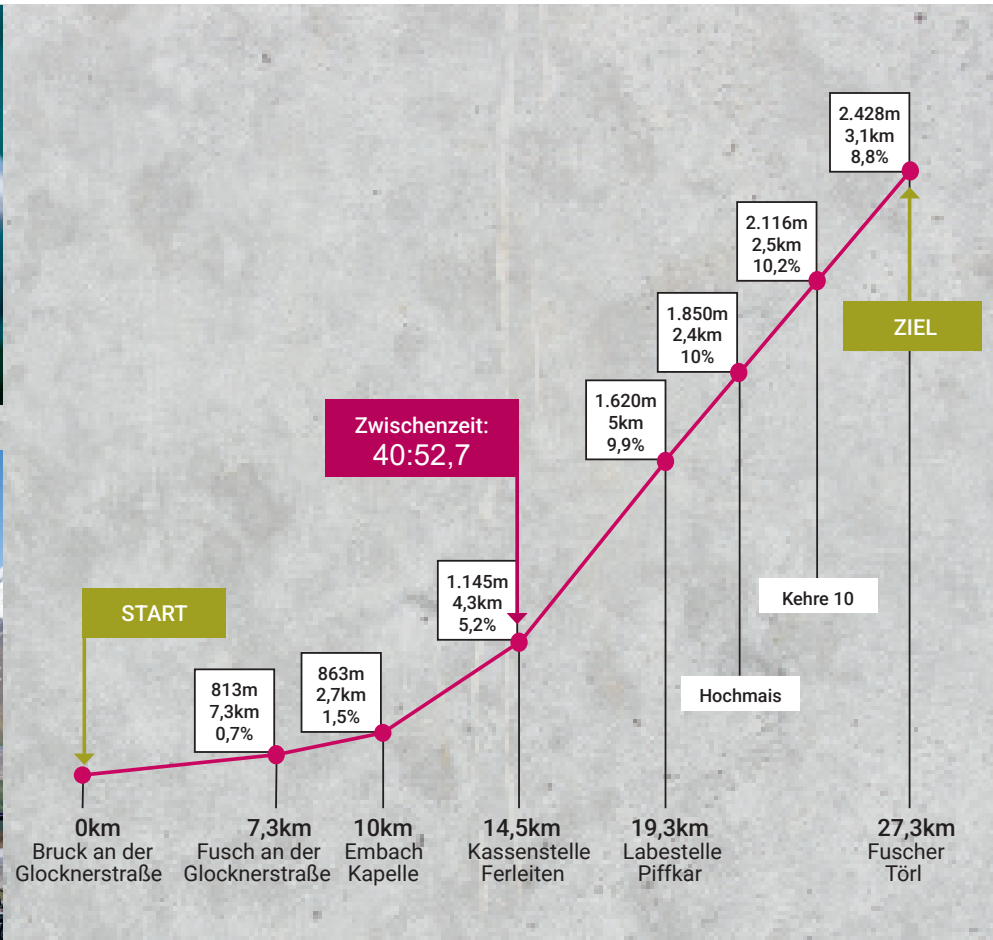 2.428m
3,1km
8,8%
2.116m
2,5km
10,2%
ZIEL
1.850m
2,4km
10%
1.620m
5km
9,9%
Zwischenzeit:
40:52,7
1.145m
4,3km
5,2%
START
Kehre 10
863m
2,7km
1,5%
813m
7,3km
0,7%
Hochmais
0km
Bruck an der
Glocknerstraße
7,3km
Fusch an der
Glocknerstraße
10km
Embach
Kapelle
14,5km
Kassenstelle
Ferleiten
19,3km
Labestelle
Piffkar
27,3km
Fuscher
Törl